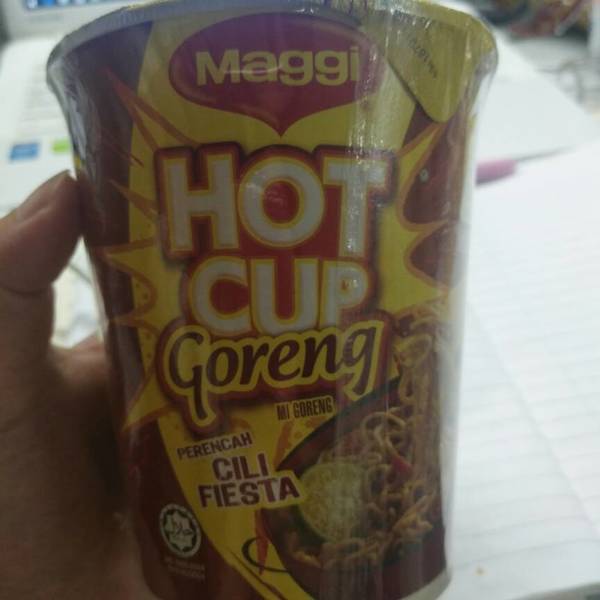 Maggi
HOT
CUP
Goreng
MI GORENG
PERENCAH
CILI
FIESTA